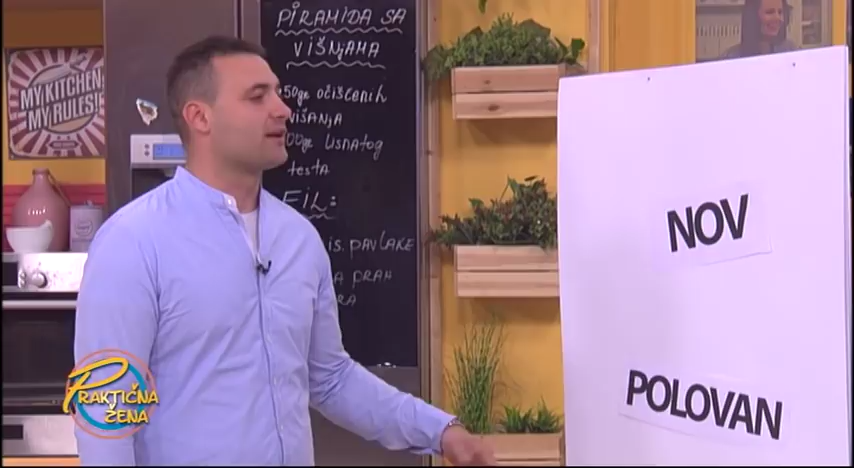 MY KITCHEN
MY RULES!
PIRAMIDA SA
VIŠNJAMA
OČIŠĆENIH
VIŠANJA
LISNATOG
TESTA
FIL:
PAVLAKE
PRAH
NOV
POLOVAN
PRAKTIČNA
ŽENA